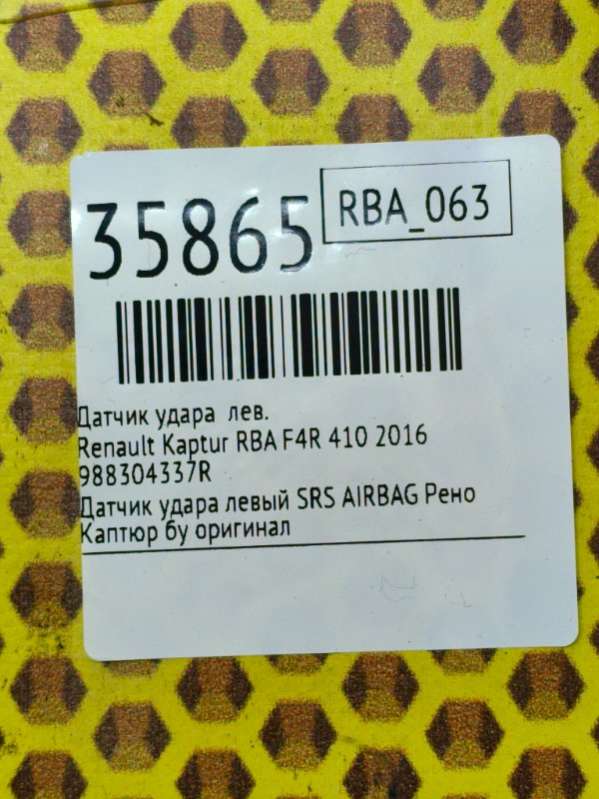 35865
RBA_063
Датчик удара лев.
Renault Kaptur RBA F4R 410 2016
988304337R
Датчик удара левый SRS AIRBAG Рено
Каптюр бу оригинал